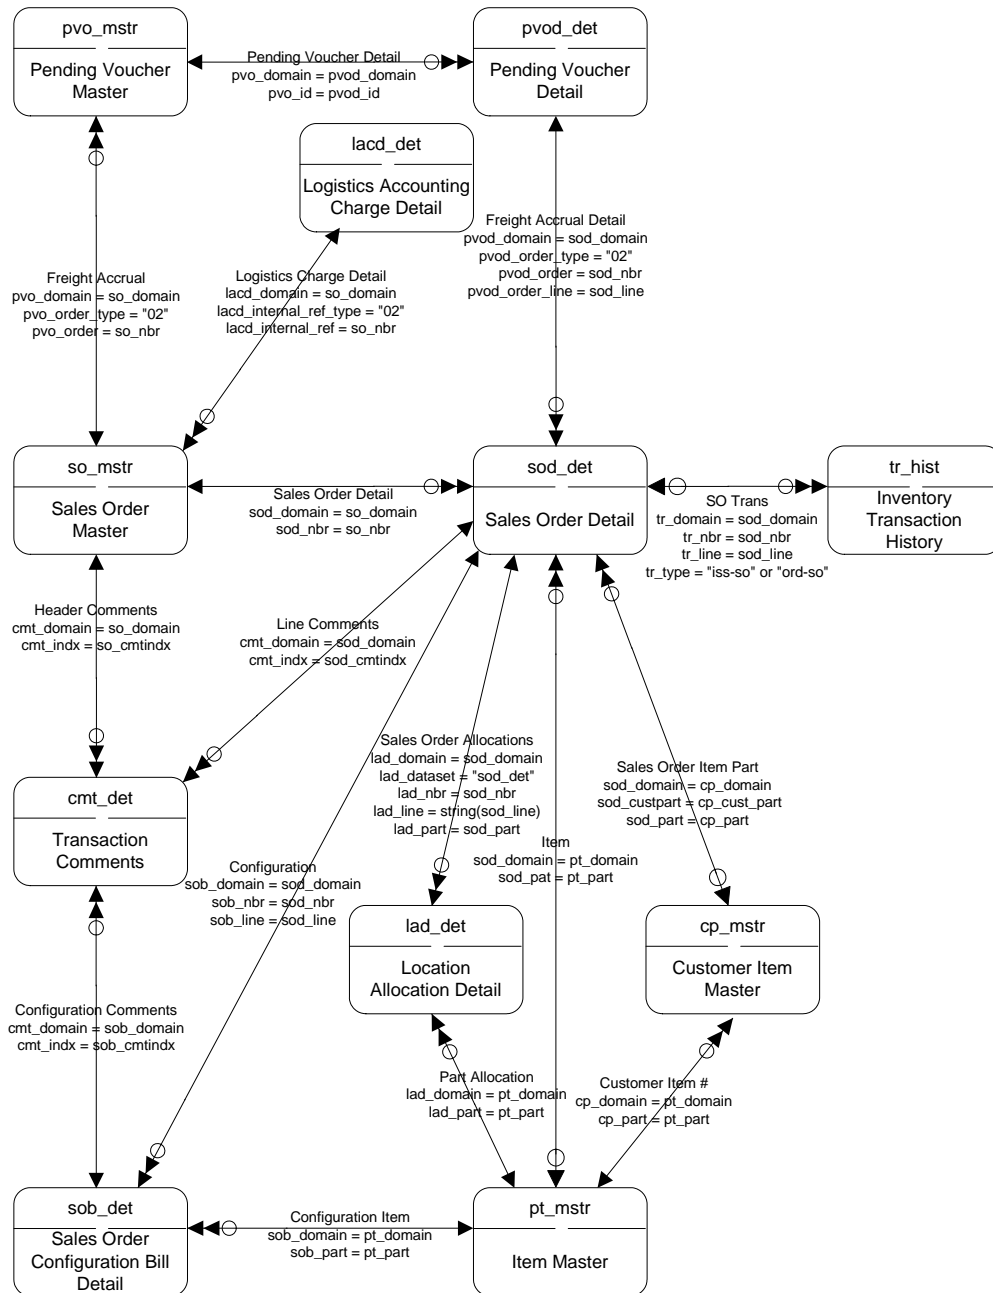 pvo_mstr
Pending Voucher
Master
Pending Voucher Detail
pvo_domain = pvod_domain
pvo_id = pvod_id
pvod_det
Pending Voucher
Detail
lacd_det
Logistics Accounting
Charge Detail
Freight Accrual
pvo_domain = so_domain
pvo_order_type = "02"
pvo_order = so_nbr
Logistics Charge Detail
lacd_domain = so_domain
lacd_internal_ref_type = "02"
lacd_internal_ref = so_nbr
Freight Accrual Detail
pvod_domain = sod_domain
pvod_order_type = "02"
pvod_order = sod_nbr
pvod_order_line = sod_line
so_mstr
Sales Order
Master
Sales Order Detail
sod_domain = so_domain
sod_nbr = so_nbr
sod_det
Sales Order Detail
SO Trans
tr_domain = sod_domain
tr_nbr = sod_nbr
tr_line = sod_line
tr_type = "iss-so" or "ord-so"
tr_hist
Inventory
Transaction
History
Header Comments
cmt_domain = so_domain
cmt_indx = so_cmtindx
Line Comments
cmt_domain = sod_domain
cmt_indx = sod_cmtindx
cmt_det
Transaction
Comments
Sales Order Allocations
lad_domain = sod_domain
lad_dataset = "sod_det"
lad_nbr = sod_nbr
lad_line = string(sod_line)
lad_part = sod_part
Sales Order Item Part
sod_domain = cp_domain
sod_custpart = cp_cust_part
sod_part = cp_part
Item
sod_domain = pt_domain
sod_pat = pt_part
Configuration
sob_domain = sod_domain
sob_nbr = sod_nbr
sob_line = sod_line
lad_det
Location
Allocation Detail
cp_mstr
Customer Item
Master
Configuration Comments
cmt_domain = sob_domain
cmt_indx = sob_cmtindx
Part Allocation
lad_domain = pt_domain
lad_part = pt_part
Customer Item #
cp_domain = pt_domain
cp_part = pt_part
sob_det
Sales Order
Configuration Bill
Detail
Configuration Item
sob_domain = pt_domain
sob_part = pt_part
pt_mstr
Item Master